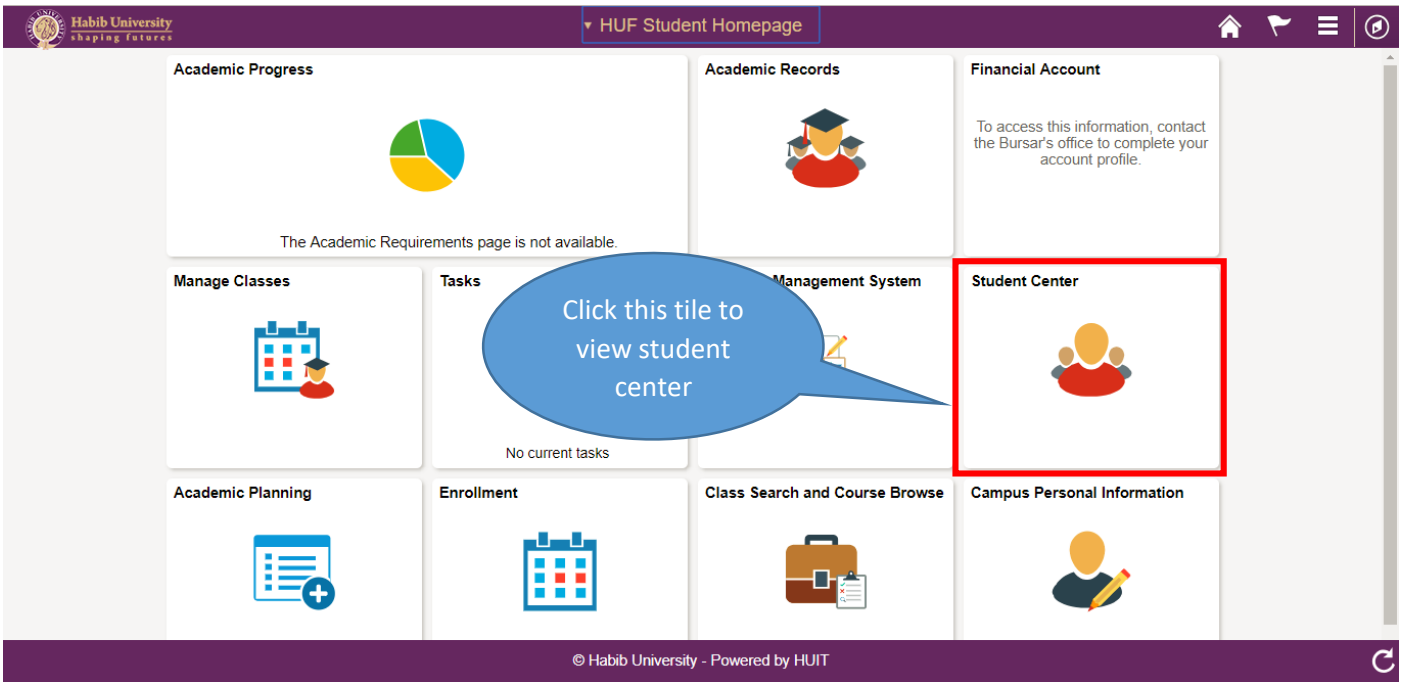 Habib University
shaping futures
▾ HUF Student Homepage
Academic Progress
Academic Records
Financial Account
To access this information, contact
the Bursar's office to complete your
account profile.
The Academic Requirements page is not available.
Manage Classes
Tasks
Management System
Student Center
Click this tile to
view student
center
No current tasks
Academic Planning
Enrollment
Class Search and Course Browse
Campus Personal Information
© Habib University - Powered by HUIT